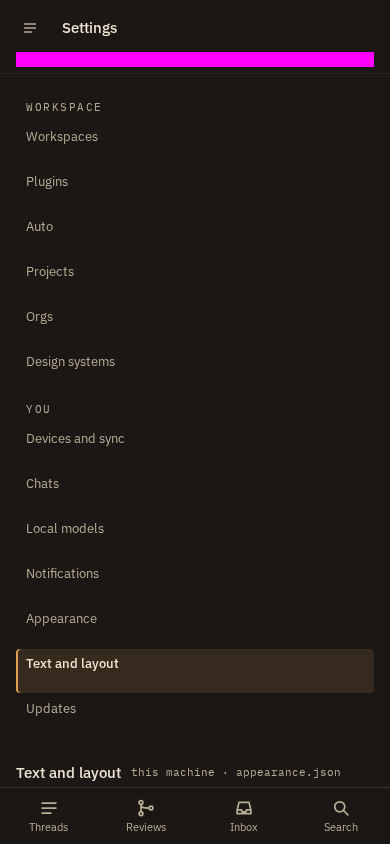 Settings
WORKSPACE
Workspaces
Plugins
Auto
Projects
Orgs
Design systems
YOU
Devices and sync
Chats
Local models
Notifications
Appearance
Text and layout
Updates
Text and layout this machine · appearance.json
Threads Reviews Inbox Search